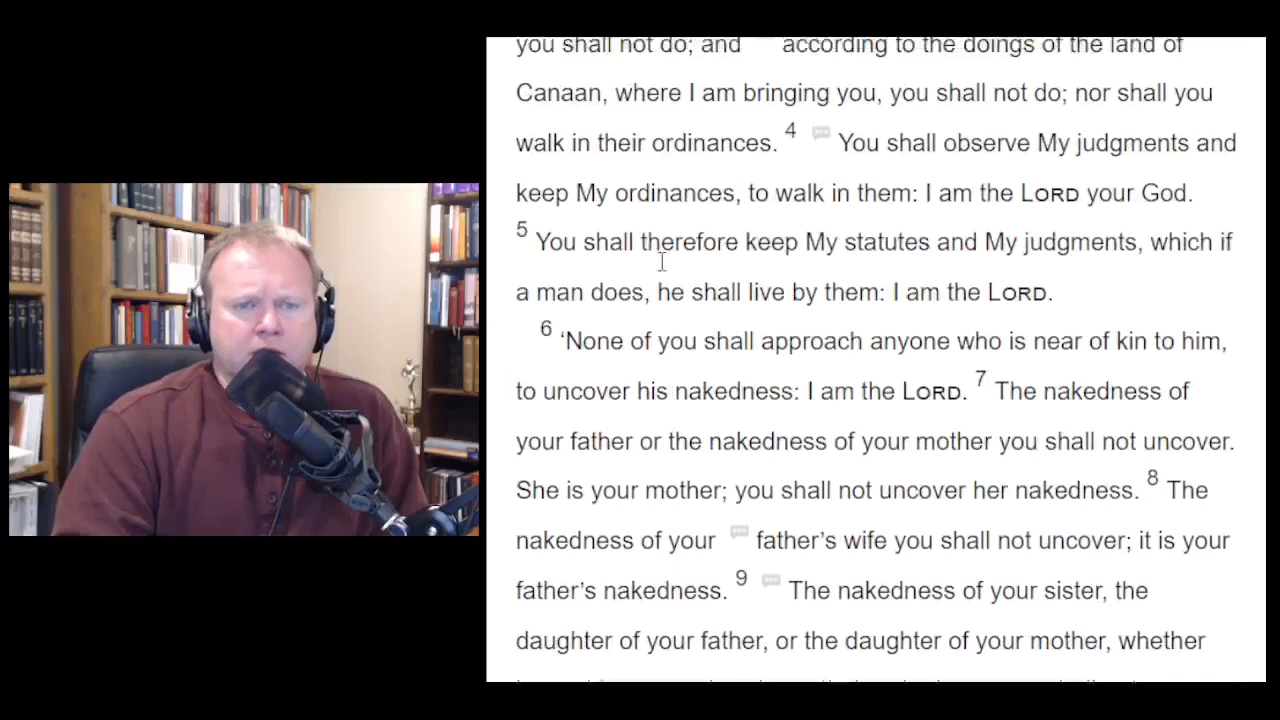 you shall not do; and according to the doings of the land of
Canaan, where I am bringing you, you shall not do; nor shall you
walk in their ordinances. 4 You shall observe My judgments and
keep My ordinances, to walk in them: I am the LORD your God.
5 You shall therefore keep My statutes and My judgments, which if
a man does, he shall live by them: I am the LORD.
6 ‘None of you shall approach anyone who is near of kin to him,
to uncover his nakedness: I am the LORD. 7 The nakedness of
your father or the nakedness of your mother you shall not uncover.
She is your mother; you shall not uncover her nakedness. 8 The
nakedness of your father’s wife you shall not uncover; it is your
father’s nakedness. 9 The nakedness of your sister, the
daughter of your father, or the daughter of your mother, whether